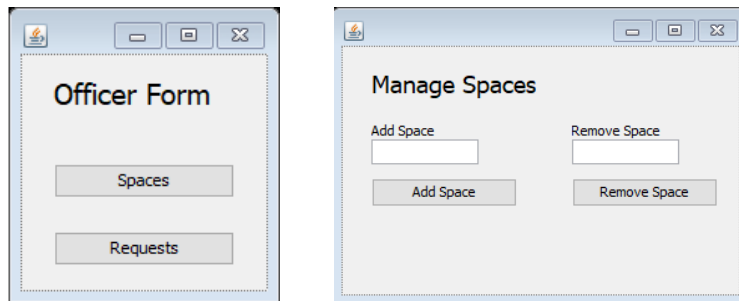 Officer Form
Spaces
Requests
Manage Spaces
Add Space
Remove Space
Add Space
Remove Space